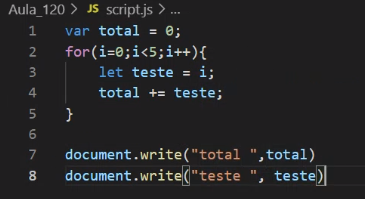 Aula_120 > JS script.js > ...
1 var total = 0;
2 for(i=0;i<5;i++){
3 let teste = i;
4 total += teste;
5 }
6
7 document.write("total ",total)
8 document.write("teste ", teste)